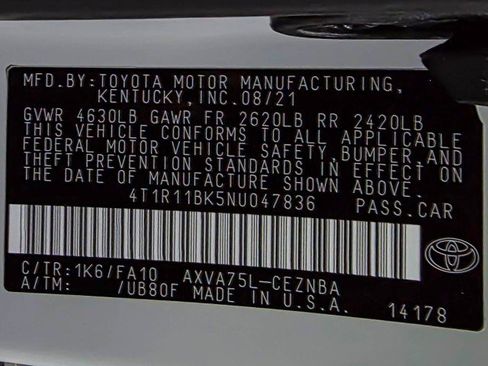 MFD.BY:TOYOTA MOTOR MANUFACTURING,
KENTUCKY,INC.08/21
GVWR 4630LB GAWR FR 2620LB RR 2420LB
THIS VEHICLE CONFORMS TO ALL APPLICABLE
FEDERAL MOTOR VEHICLE SAFETY,BUMPER,AND
THEFT PREVENTION STANDARDS IN EFFECT ON
THE DATE OF MANUFACTURE SHOWN ABOVE.
4T1R11BK5NU047836 PASS.CAR
C/TR:1K6/FA10 AXVA75L-CEZNBA
A/TM: /UB80F MADE IN U.S.A. 14178